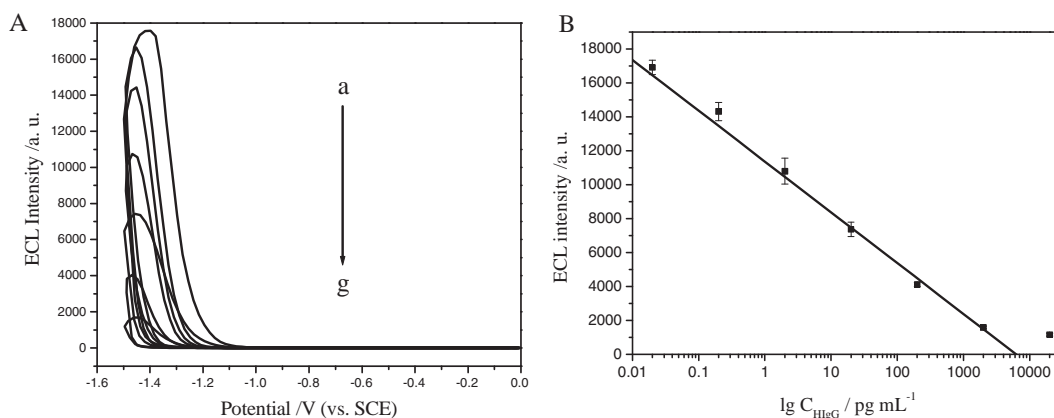 A
18000
16000
14000
12000
10000
8000
6000
4000
2000
0
ECL Intensity /a. u.
a
g
-1.6 -1.4 -1.2 -1.0 -0.8 -0.6 -0.4 -0.2 0.0
Potential /V (vs. SCE)
B
18000
16000
14000
12000
10000
8000
6000
4000
2000
0
ECL intensity /a. u.
0.01 0.1 1 10 100 1000 10000
lg C_HIgG / pg mL⁻¹